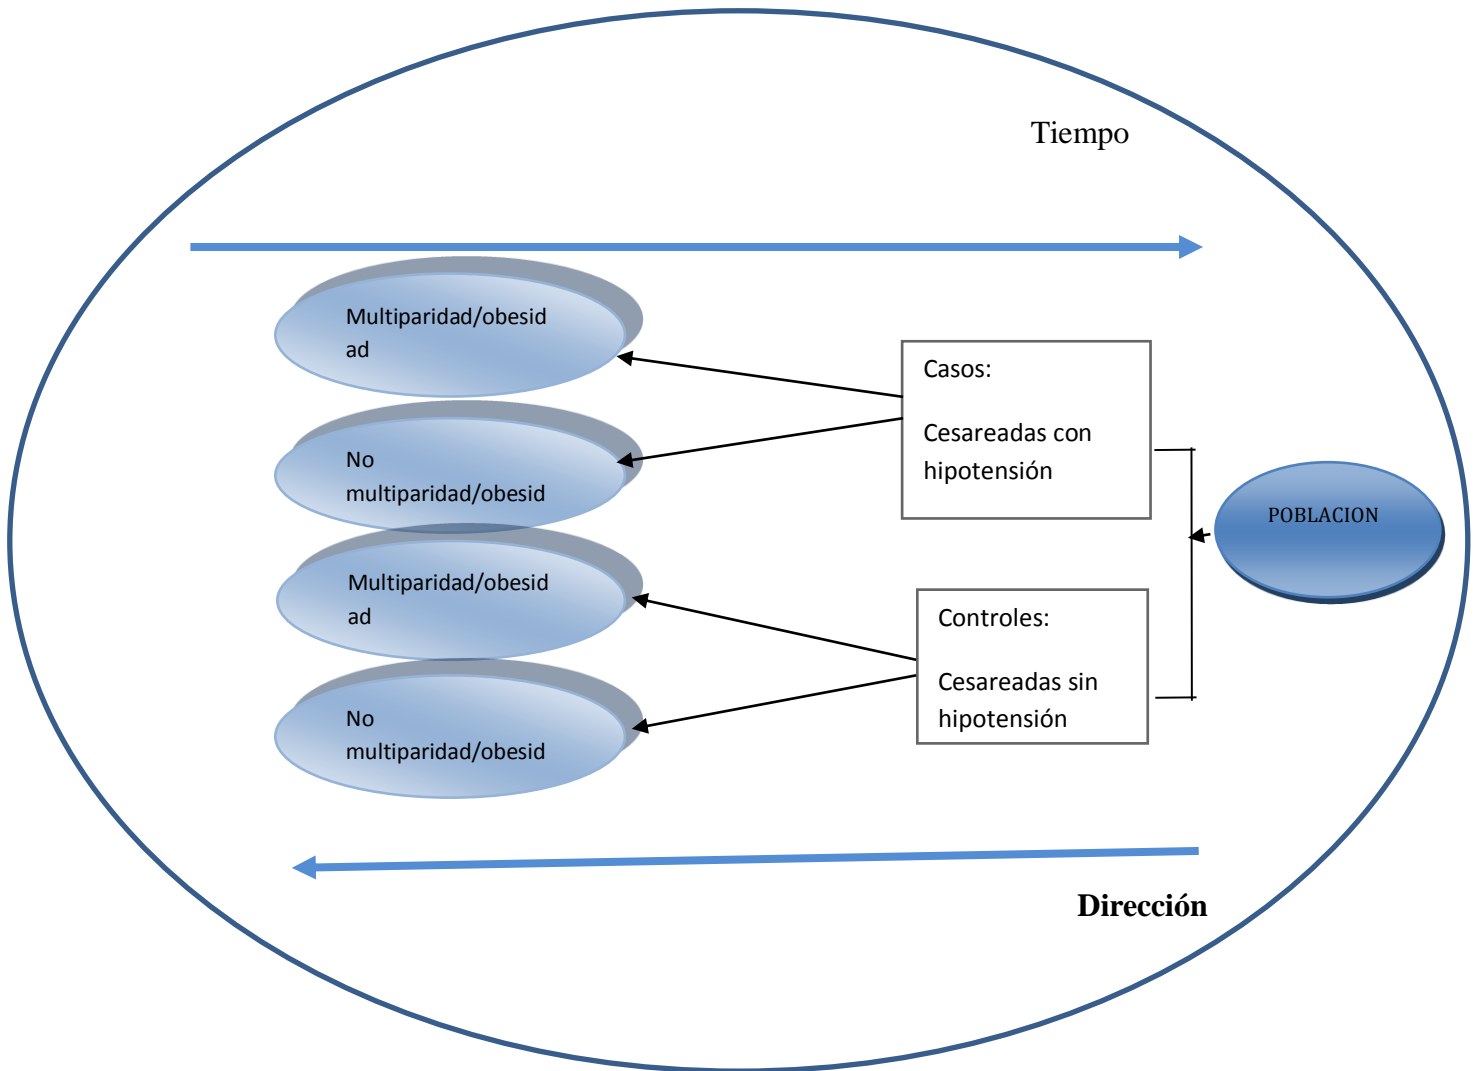 Tiempo
Multiparidad/obesid
ad
Casos:
Cesareadas con
hipotensión
No
multiparidad/obesid
POBLACION
Multiparidad/obesid
ad
Controles:
Cesareadas sin
hipotensión
No
multiparidad/obesid
Dirección